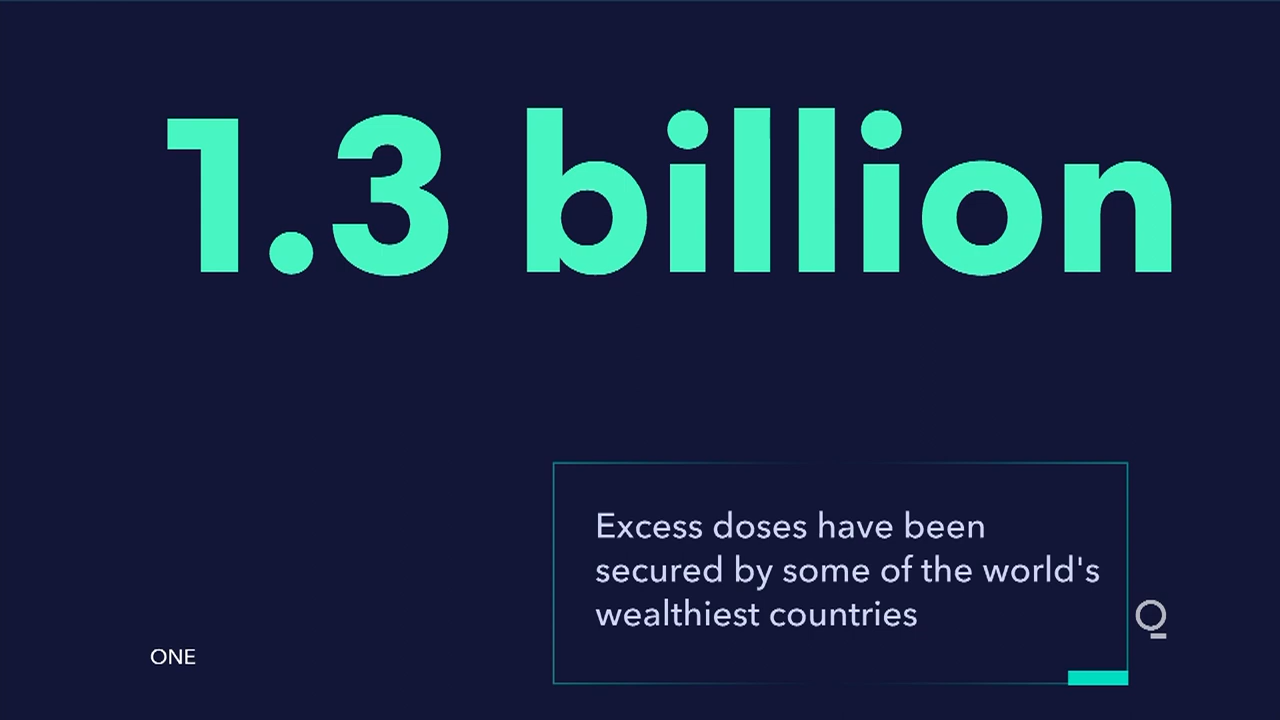 1.3 billion
Excess doses have been
secured by some of the world's
wealthiest countries
ONE